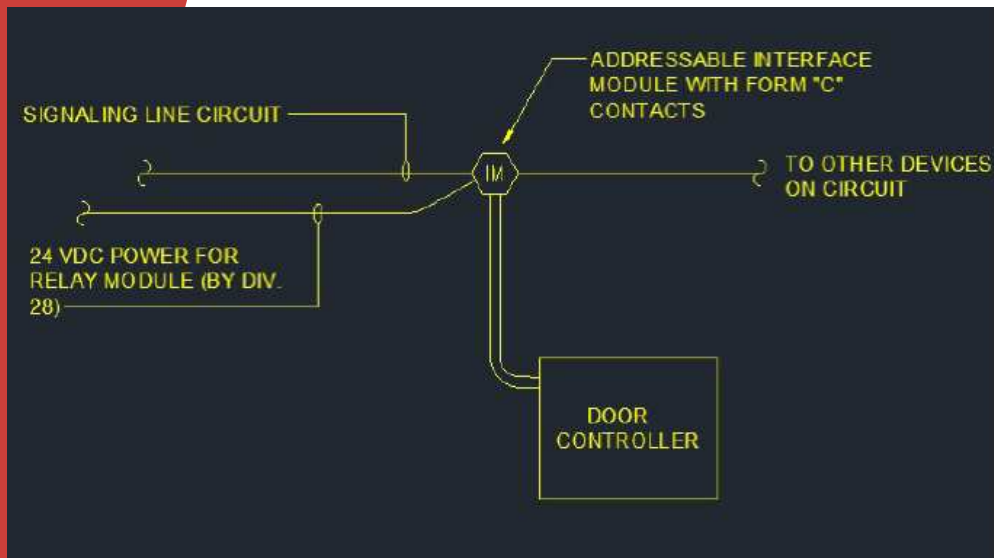 ADDRESSABLE INTERFACE
MODULE WITH FORM "C"
CONTACTS
SIGNALING LINE CIRCUIT
IM
TO OTHER DEVICES
ON CIRCUIT
24 VDC POWER FOR
RELAY MODULE (BY DIV.
28)
DOOR
CONTROLLER